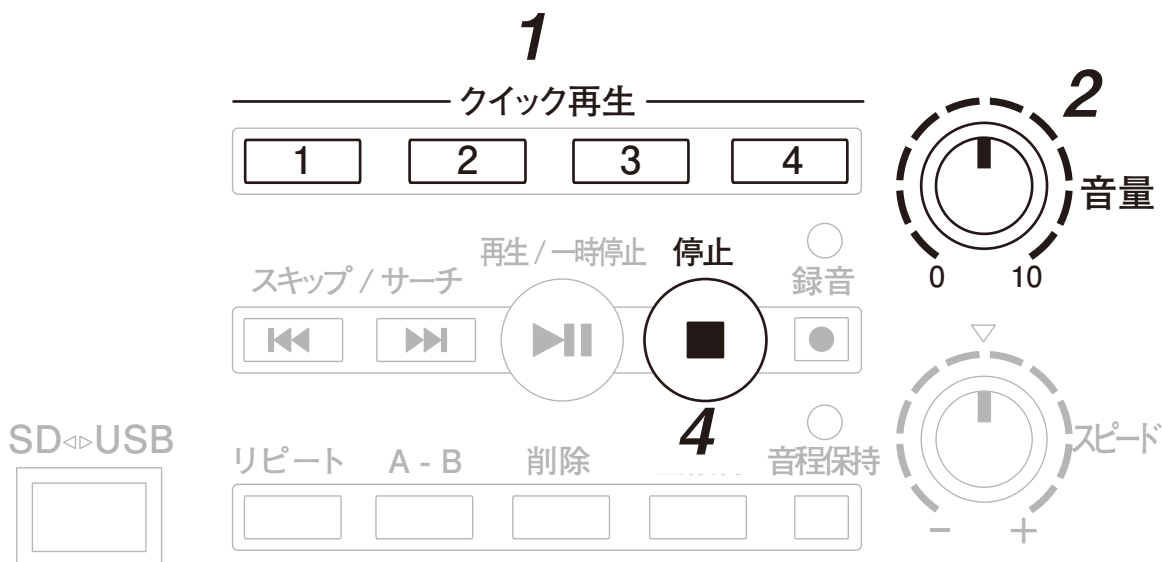 1
クイック再生
2
1 2 3 4
音量
0 10
再生 / 一時停止 停止
スキップ / サーチ 録音
4
SD◁▷USB
リピート A - B 削除 音程保持
スピード
− +